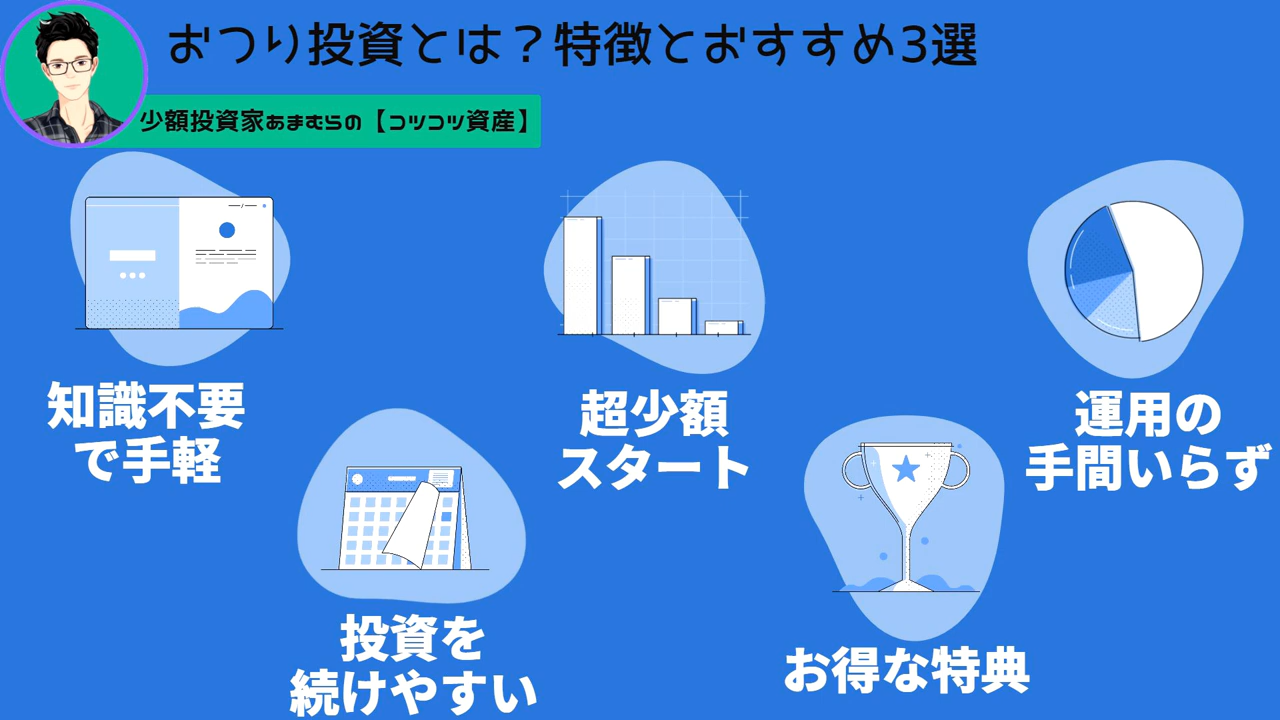 おつり投資とは？特徴とおすすめ3選
少額投資家あまむらの【コツコツ資産】
知識不要
で手軽
超少額
スタート
運用の
手間いらず
投資を
続けやすい
お得な特典